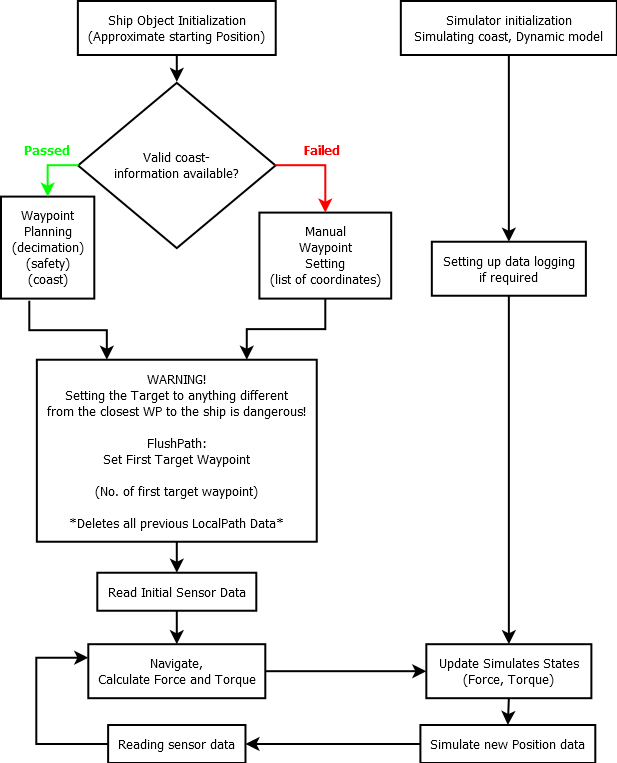 Ship Object Initialization
(Approximate starting Position)
Simulator initialization
Simulating coast, Dynamic model
Passed
Failed
Valid coast-
information available?
Waypoint
Planning
(decimation)
(safety)
(coast)
Manual
Waypoint
Setting
(list of coordinates)
Setting up data logging
if required
WARNING!
Setting the Target to anything different
from the closest WP to the ship is dangerous!
FlushPath:
Set First Target Waypoint
(No. of first target waypoint)
*Deletes all previous LocalPath Data*
Read Initial Sensor Data
Navigate,
Calculate Force and Torque
Update Simulates States
(Force, Torque)
Reading sensor data
Simulate new Position data